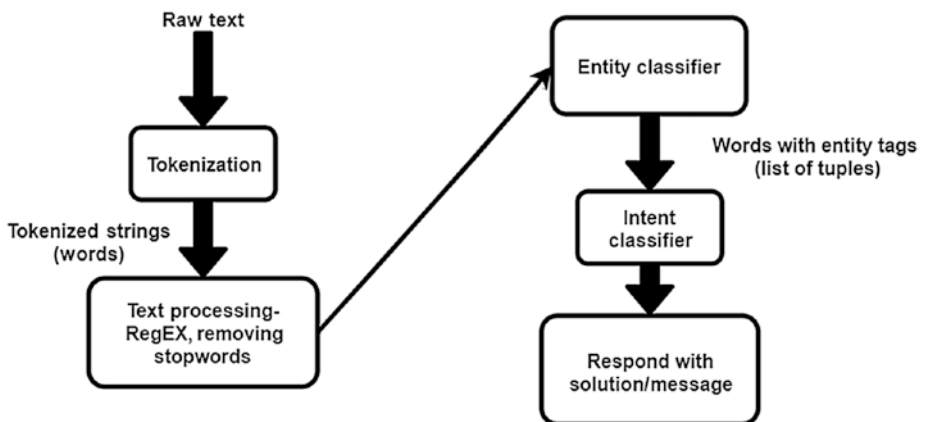 Raw text
Tokenization
Tokenized strings
(words)
Text processing-
RegEX, removing
stopwords
Entity classifier
Words with entity tags
(list of tuples)
Intent
classifier
Respond with
solution/message